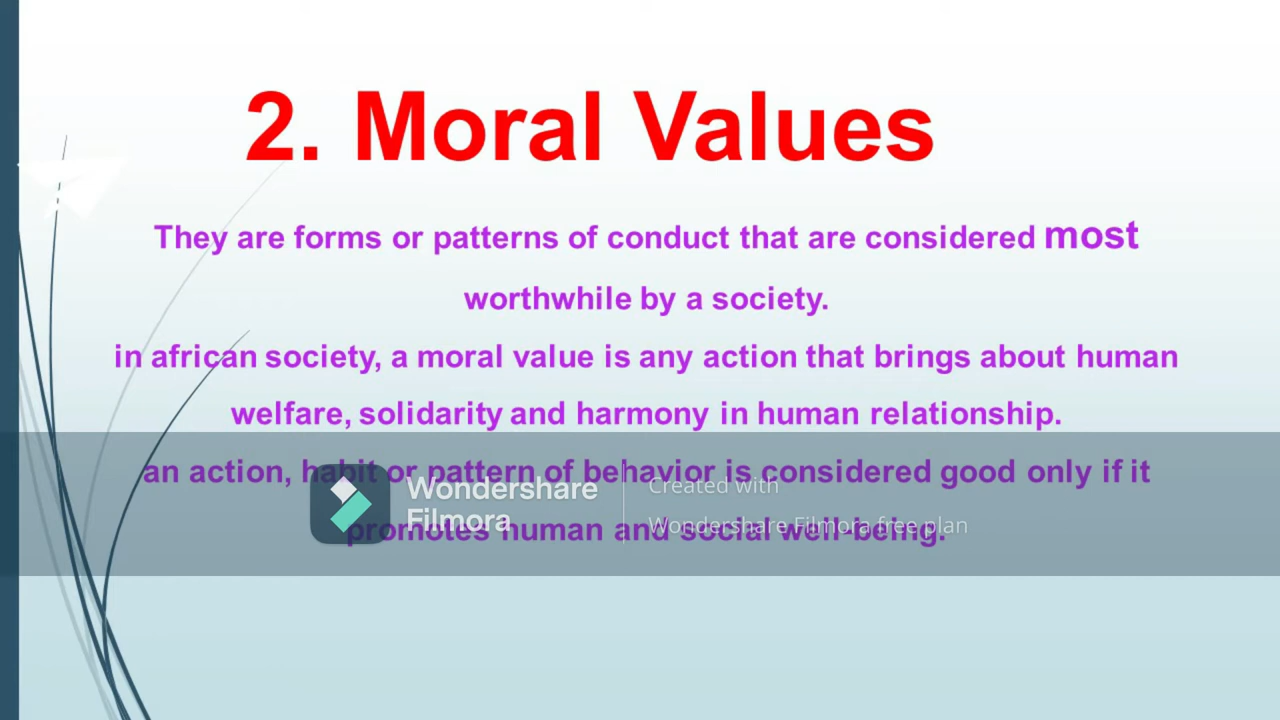 2. Moral Values
They are forms or patterns of conduct that are considered most
worthwhile by a society.
in african society, a moral value is any action that brings about human
welfare, solidarity and harmony in human relationship.
an action, habit or pattern of behavior is considered good only if it
promotes human and social well-being.
Wondershare
Filmora
Created with
Wondershare Filmora free plan